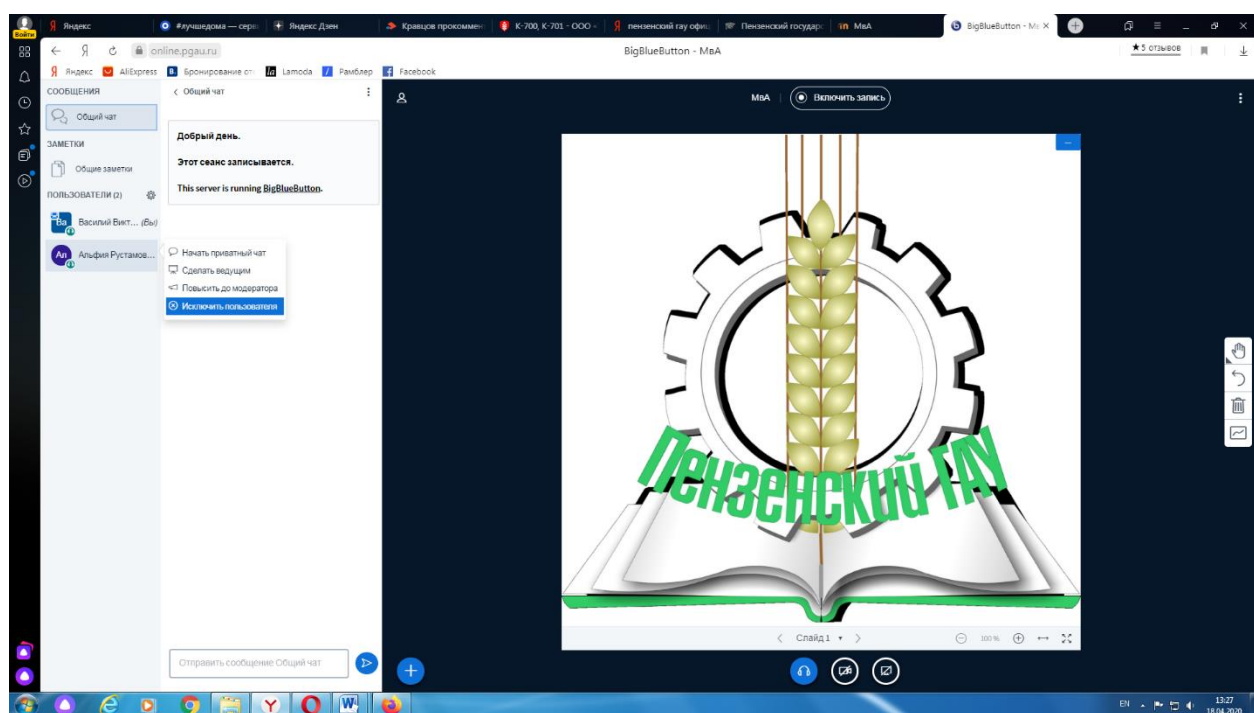 Войти
Яндекс
#лучшедома — серв
Яндекс Дзен
Кравцов прокоммен
К-700, К-701 - ООО «
пензенский гау офиц
Пензенский государс
МвА
BigBlueButton - Мв
online.pgau.ru
BigBlueButton - МвА
★5 отзывов
Яндекс
AliExpress
Бронирование от
Lamoda
Рамблер
Facebook
СООБЩЕНИЯ
Общий чат
ЗАМЕТКИ
Общие заметки
ПОЛЬЗОВАТЕЛИ (2)
Ва
Василий Викт... (Вы)
Ал
Альфия Рустамов...
Общий чат
Добрый день.
Этот сеанс записывается.
This server is running BigBlueButton.
Начать приватный чат
Сделать ведущим
Повысить до модератора
Исключить пользователя
Отправить сообщение Общий чат
МвА
Включить запись
Пензенский ГАУ
Слайд 1
100%
EN
13:27
18.04.2020